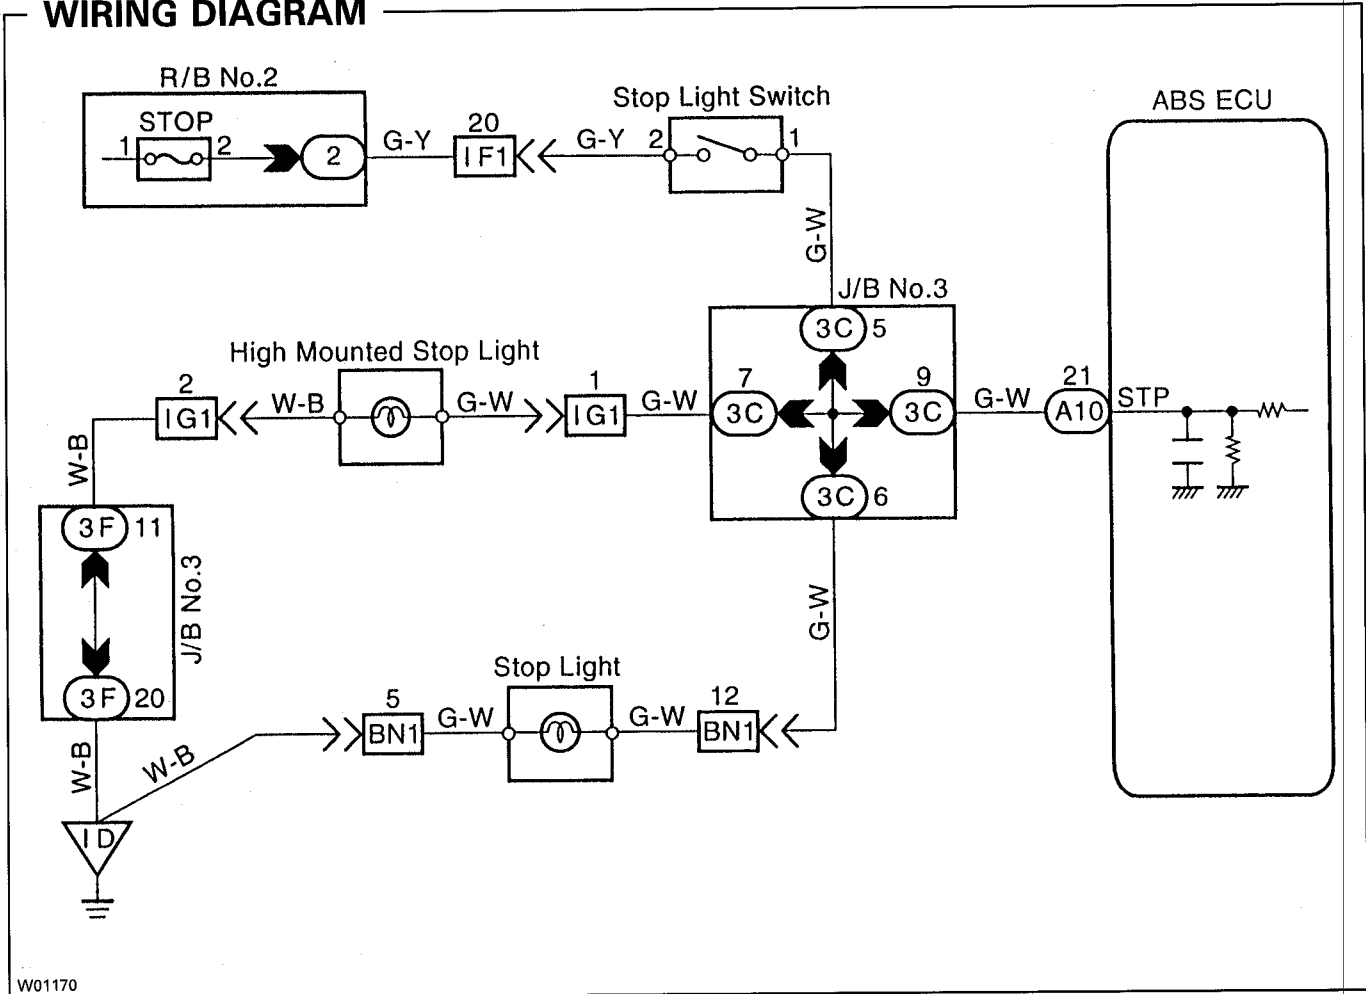 WIRING DIAGRAM
R/B No.2
STOP
1
2
2
G-Y
20
IF1
G-Y
Stop Light Switch
2
1
G-W
ABS ECU
J/B No.3
3C 5
7
3C
9
3C
3C 6
G-W
21
A10
STP
High Mounted Stop Light
2
IG1
W-B
G-W
1
IG1
G-W
W-B
3F 11
J/B No.3
3F 20
W-B
W-B
ID
5
BN1
G-W
Stop Light
G-W
12
BN1
G-W
W01170